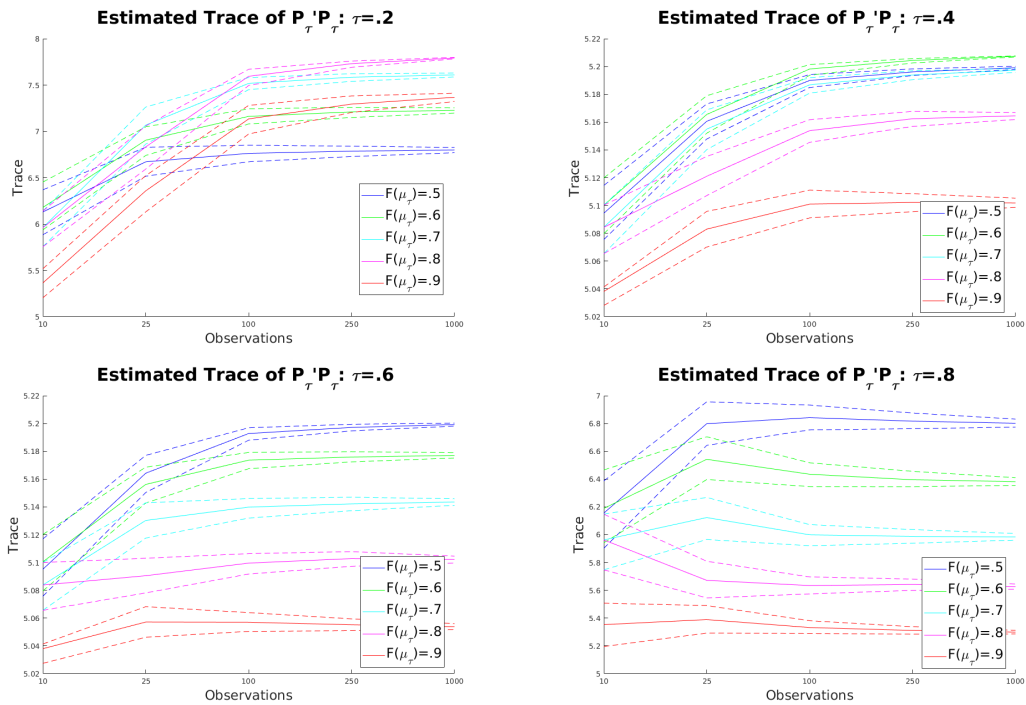 Estimated Trace of P_τ'P_τ: τ=.2
8
7.5
7
6.5
6
5.5
5
Trace
10 25 100 250 1000
Observations
F(μ_τ)=.5
F(μ_τ)=.6
F(μ_τ)=.7
F(μ_τ)=.8
F(μ_τ)=.9
Estimated Trace of P_τ'P_τ: τ=.4
5.22
5.2
5.18
5.16
5.14
5.12
5.1
5.08
5.06
5.04
5.02
Trace
10 25 100 250 1000
Observations
F(μ_τ)=.5
F(μ_τ)=.6
F(μ_τ)=.7
F(μ_τ)=.8
F(μ_τ)=.9
Estimated Trace of P_τ'P_τ: τ=.6
5.22
5.2
5.18
5.16
5.14
5.12
5.1
5.08
5.06
5.04
5.02
Trace
10 25 100 250 1000
Observations
F(μ_τ)=.5
F(μ_τ)=.6
F(μ_τ)=.7
F(μ_τ)=.8
F(μ_τ)=.9
Estimated Trace of P_τ'P_τ: τ=.8
7
6.8
6.6
6.4
6.2
6
5.8
5.6
5.4
5.2
5
Trace
10 25 100 250 1000
Observations
F(μ_τ)=.5
F(μ_τ)=.6
F(μ_τ)=.7
F(μ_τ)=.8
F(μ_τ)=.9